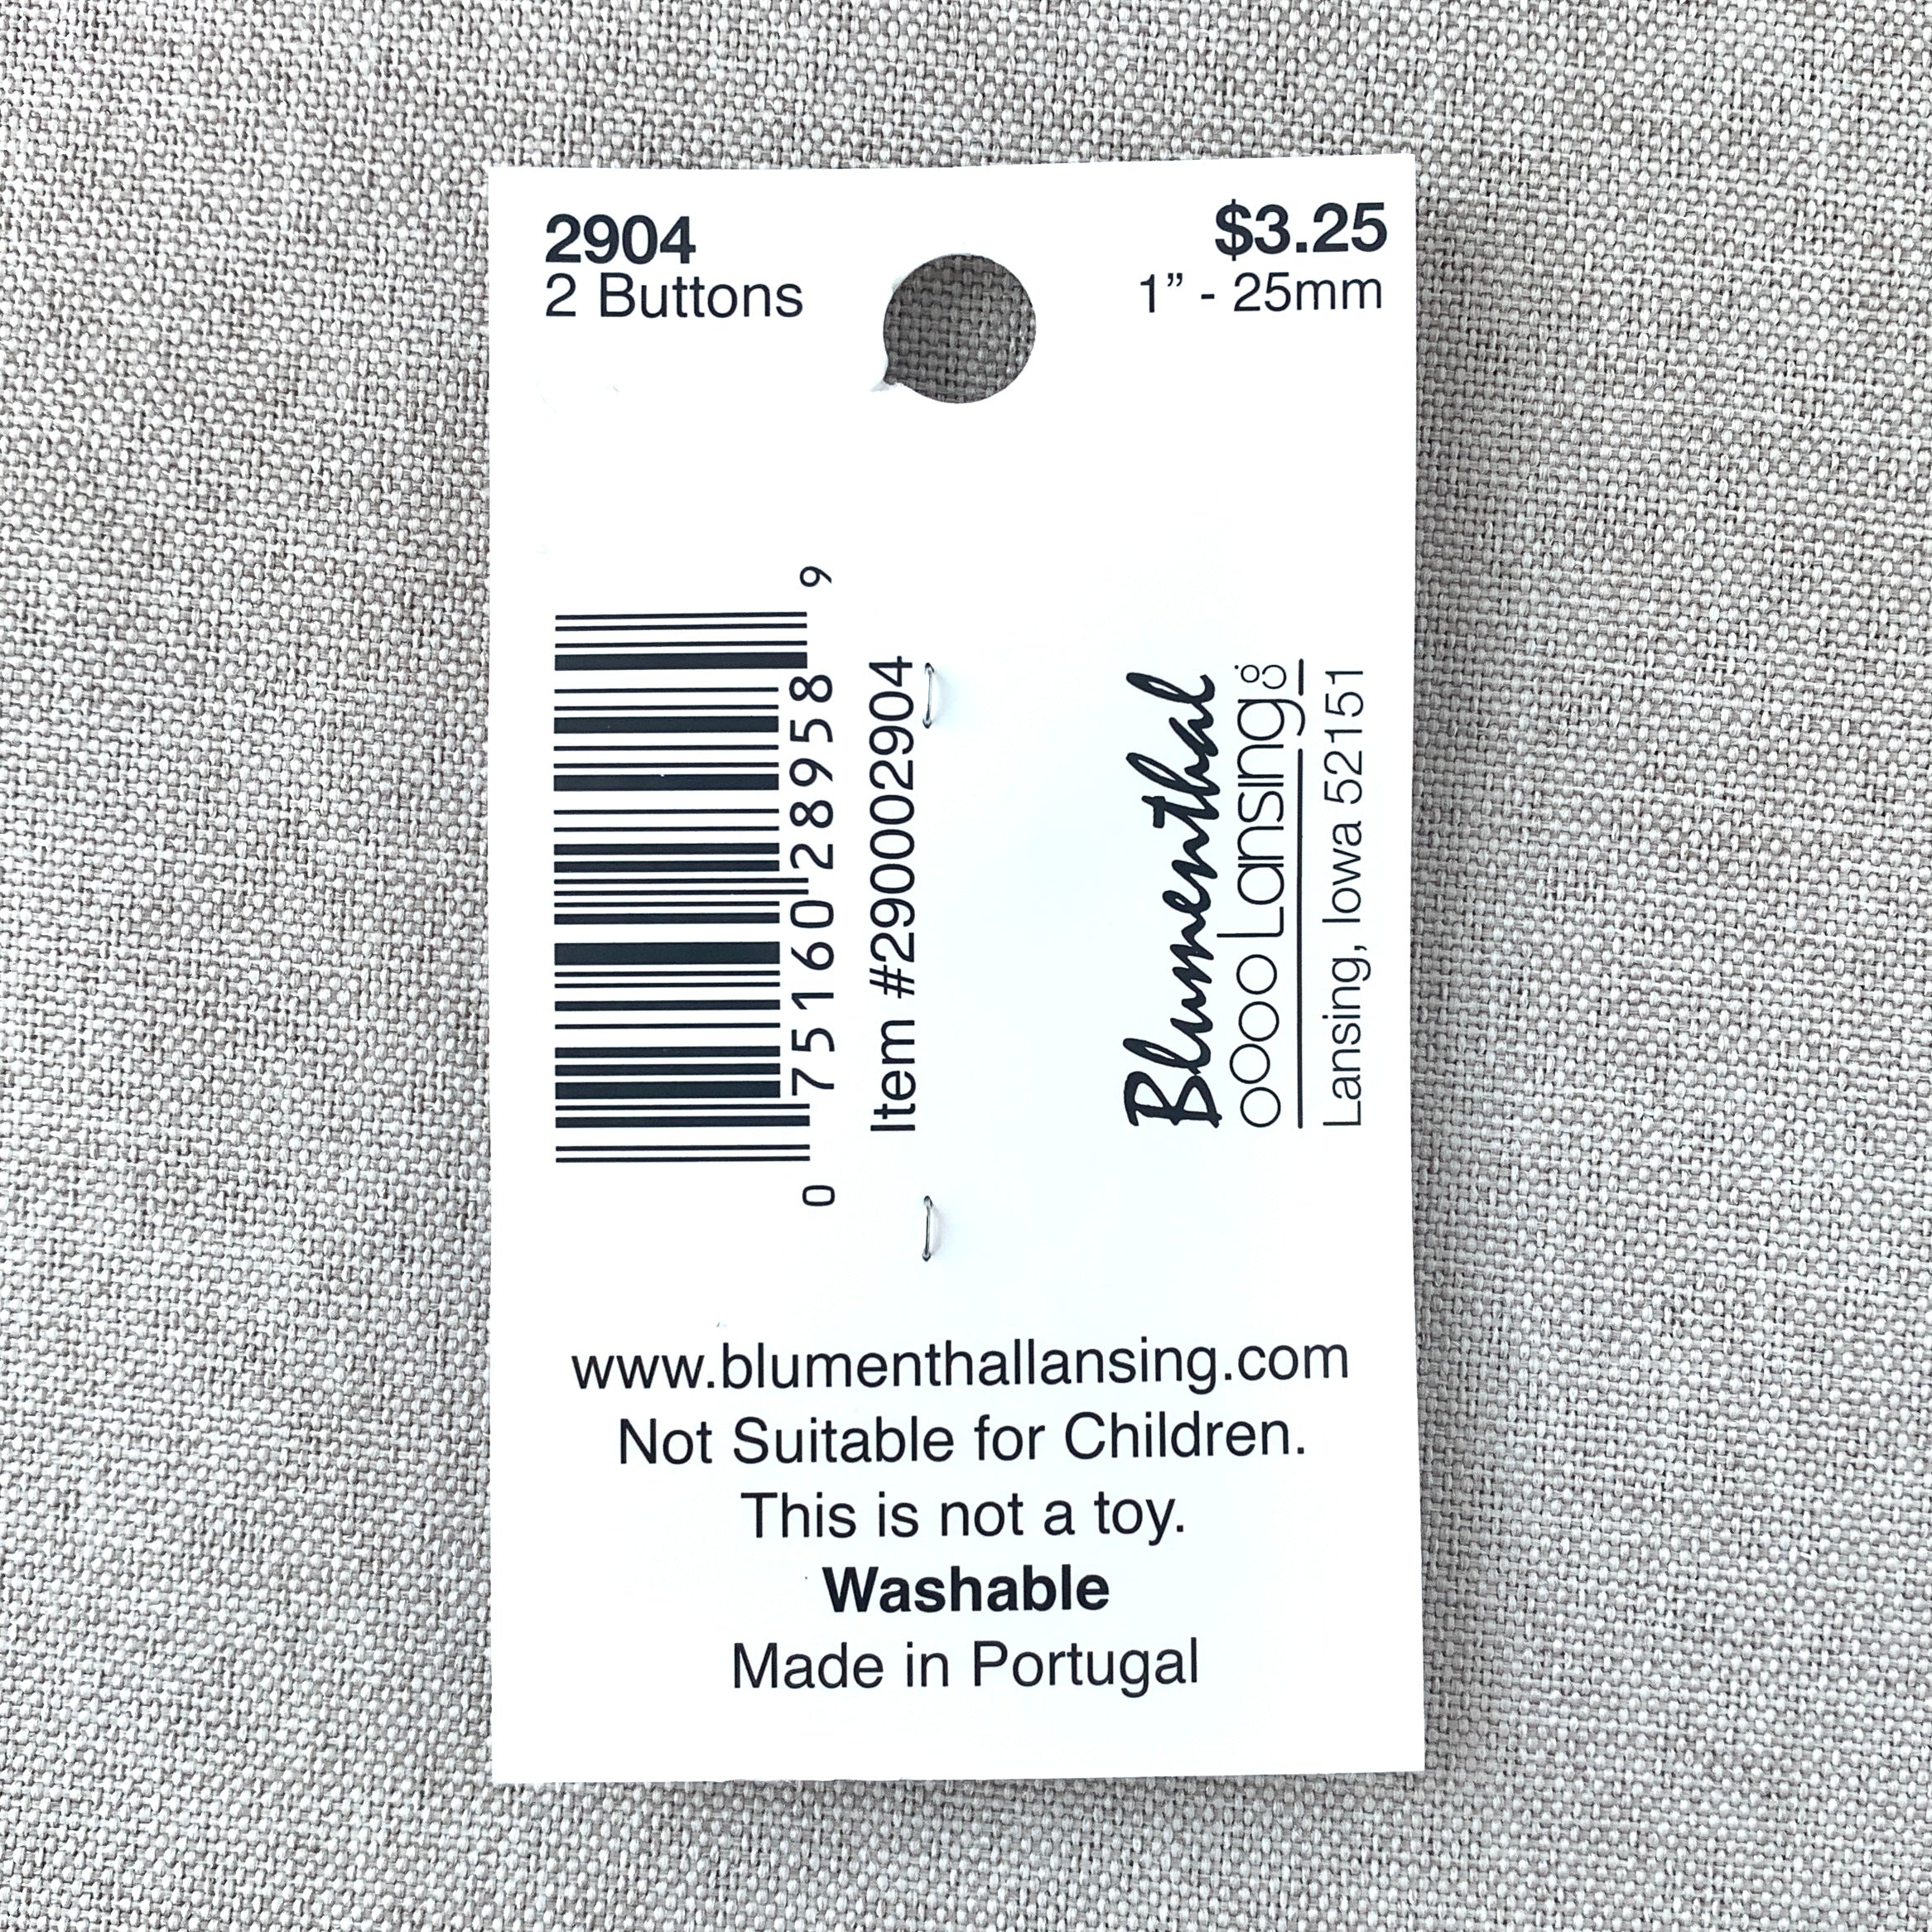 2904
2 Buttons
$3.25
1” - 25mm
0 75160 28958 9
Item #290002904
Blumenthal
Lansing co
Lansing, Iowa 52151
www.blumenthallansing.com
Not Suitable for Children.
This is not a toy.
Washable
Made in Portugal